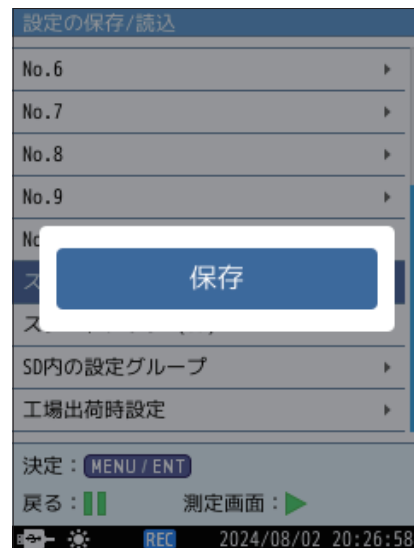 設定の保存/読込
No.6
No.7
No.8
No.9
保存
SD内の設定グループ
工場出荷時設定
決定：MENU/ENT
戻る： 測定画面：
REC 2024/08/02 20:26:58